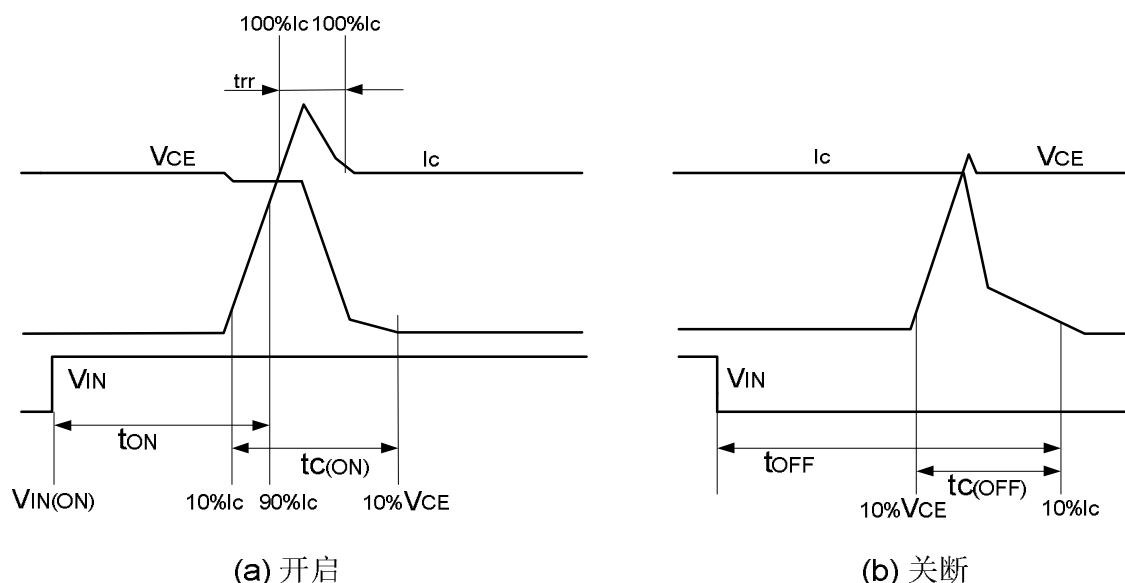 100%Ic 100%Ic
trr
VCE Ic
VIN
tON
tC(ON)
VIN(ON) 10%Ic 90%Ic 10%VCE
(a) 开启
Ic VCE
VIN
tOFF
tC(OFF)
10%VCE 10%Ic
(b) 关断